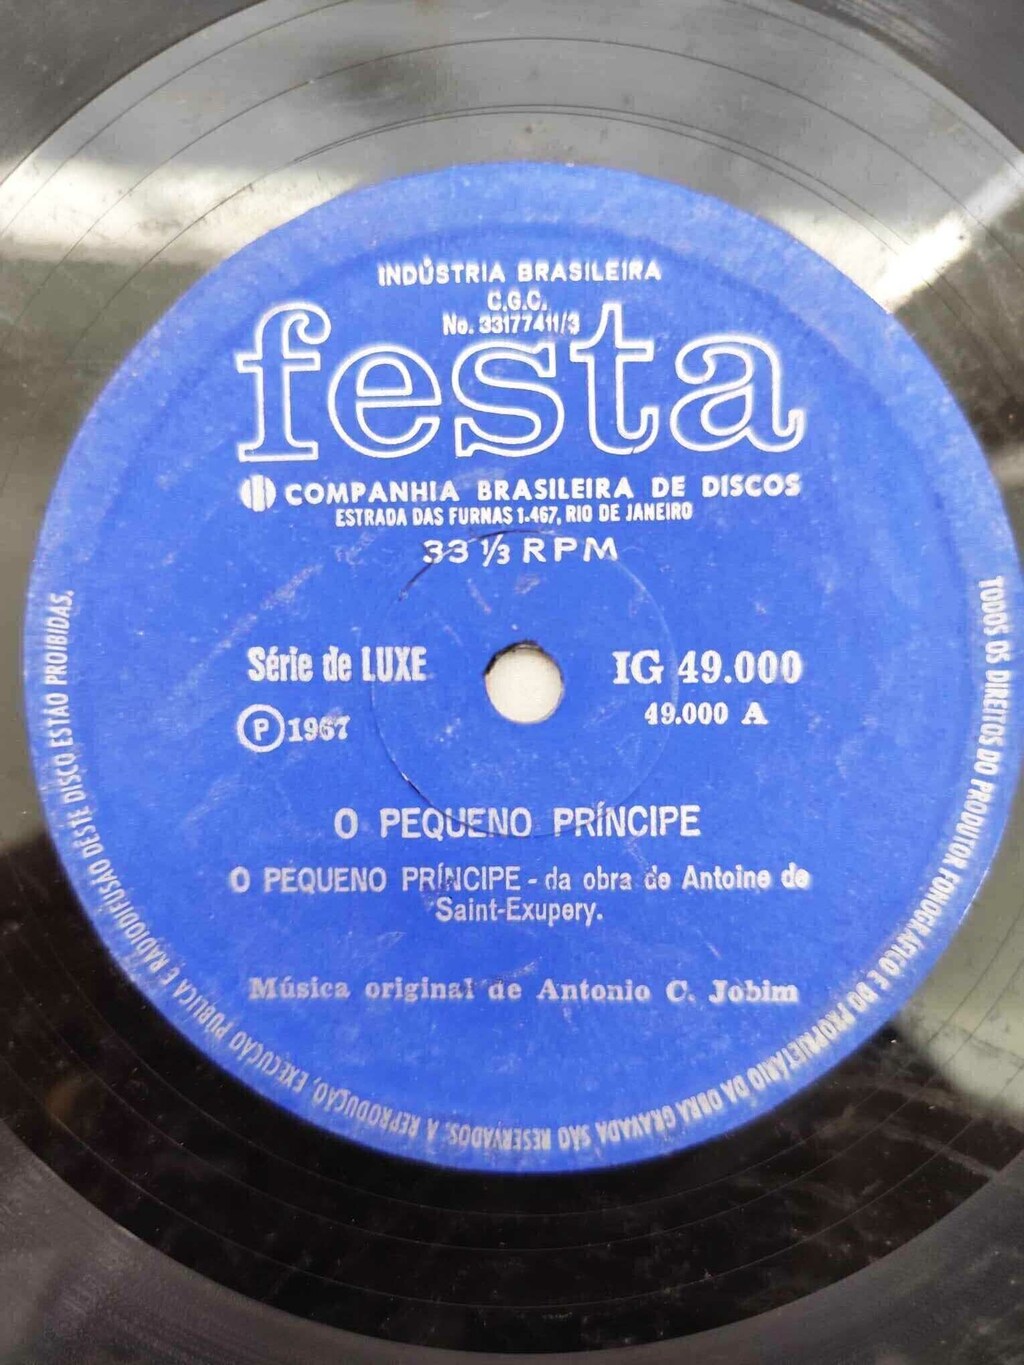 INDÚSTRIA BRASILEIRA
C.G.C.
No. 33177411/3
festa
COMPANHIA BRASILEIRA DE DISCOS
ESTRADA DAS FURNAS 1.467, RIO DE JANEIRO
33 1/3 RPM
Série de LUXE
IG 49.000
49.000 A
P 1967
O PEQUENO PRÍNCIPE
O PEQUENO PRÍNCIPE - da obra de Antoine de
Saint-Exupery.
Música original de Antonio C. Jobim
TODOS OS DIREITOS DO PRODUTOR FONOGRÁFICO E DO PROPRIETÁRIO DA OBRA GRAVADA SÃO RESERVADOS. A REPRODUÇÃO, EXECUÇÃO PÚBLICA E RADIODIFUSÃO DESTE DISCO ESTÃO PROIBIDAS.